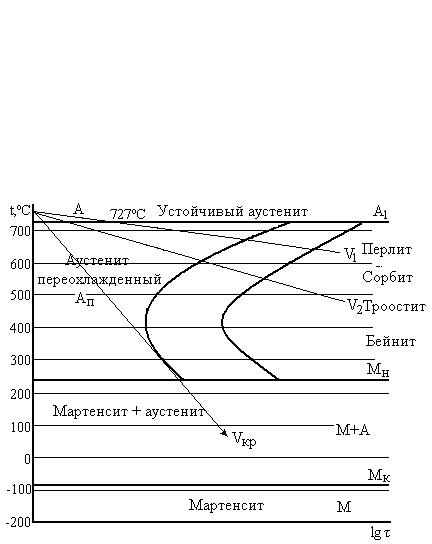 t,ºC
А
727ºC
Устойчивый аустенит
А1
700
V1
Перлит
Аустенит
600
Сорбит
переохлажденный
500
Ап
V2
Троостит
400
Бейнит
300
Мн
200
Мартенсит + аустенит
100
Vкр
М+А
0
Мк
-100
Мартенсит
М
-200
lg τ